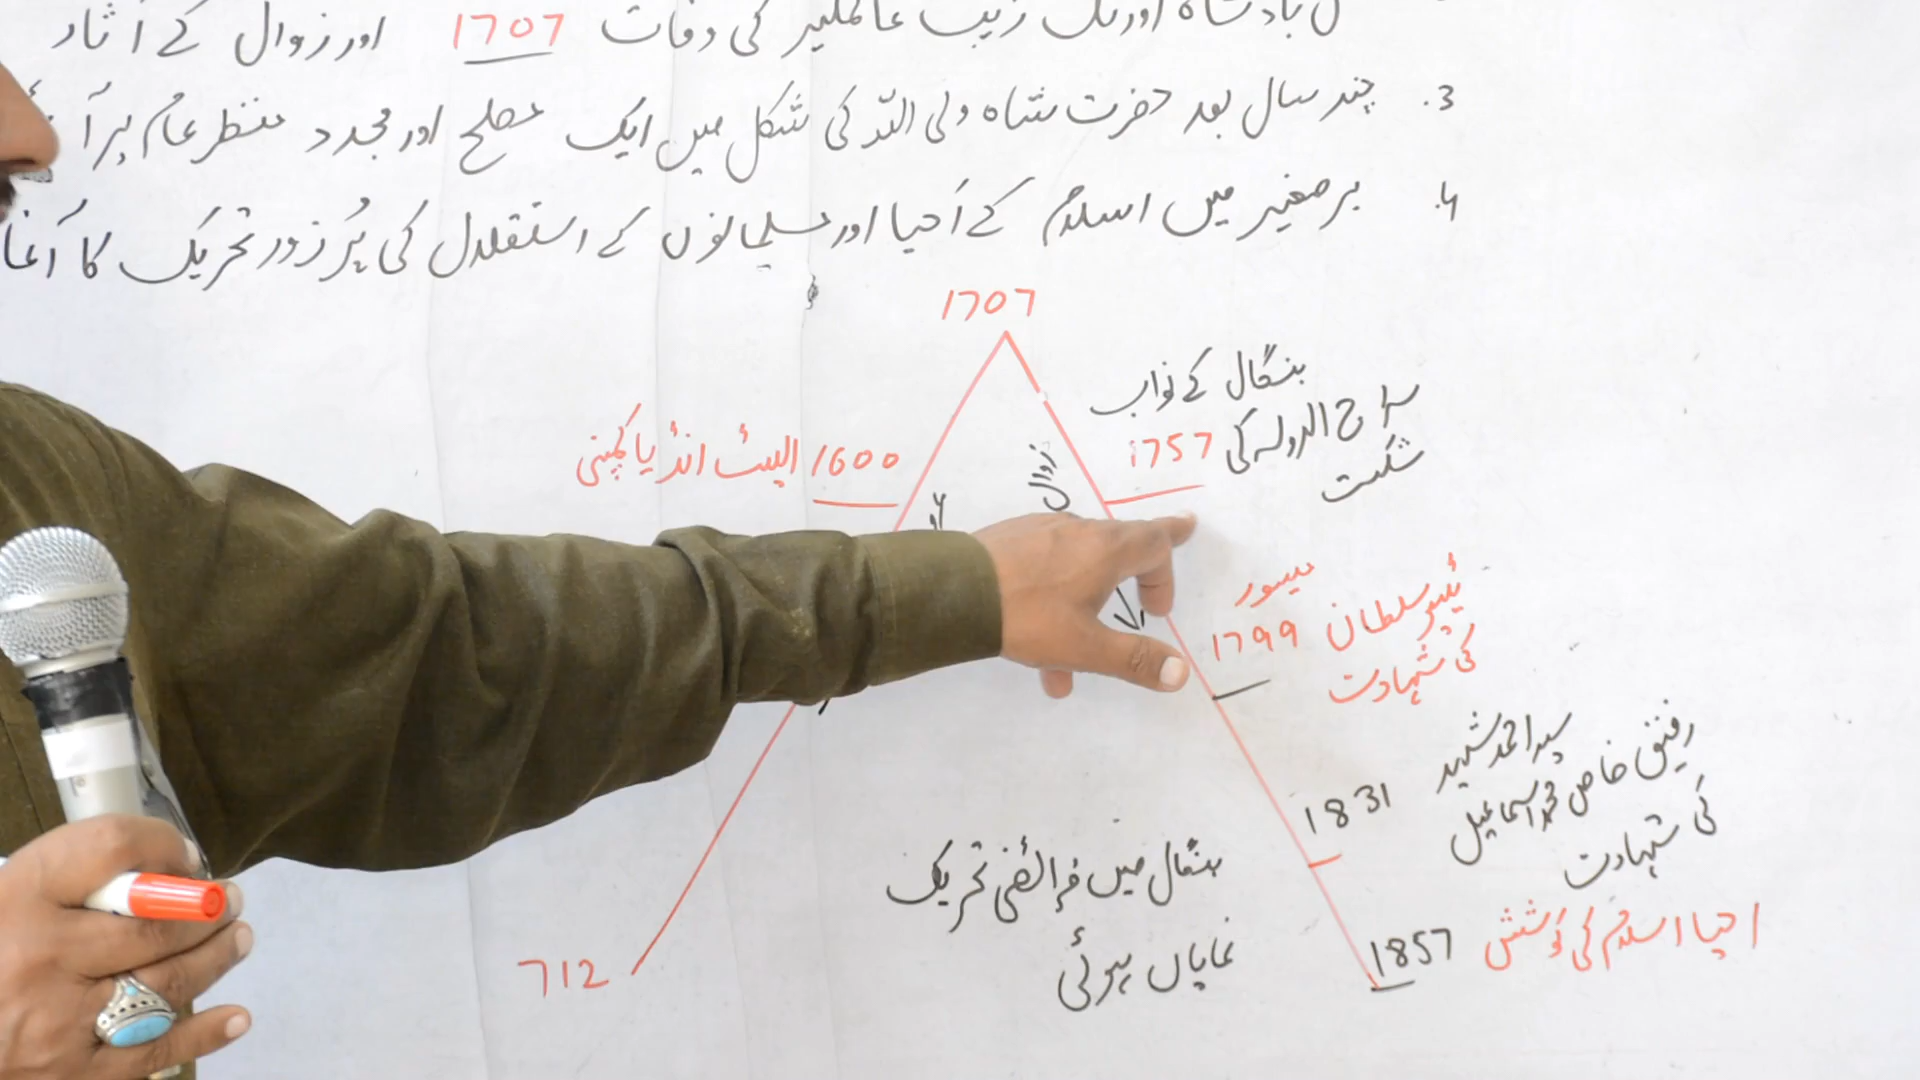 بادشاہ اورنگ زیب عالمگیر کی وفات 1707 اور زوال کے آثار
3. چند سال بعد حضرت شاہ ولی اللہ کی شکل میں ایک مصلح اور مجدد منظر عام پر آ
4. برصغیر میں اسلام کے احیا اور مسلمانوں کے استقلال کی پُر زور تحریک کا آغا
1707
بنگال کے نواب
سراج الدولہ کی
1757
شکست
1600 ایسٹ انڈیا کمپنی
زوال
میسور
1799 ٹیپو سلطان
کی شہادت
1831 سید احمد شہید
رفیق خاص محمد اسماعیل
کی شہادت
بنگال میں فرائضی تحریک
نمایاں ہوئی
1857 احیا اسلام کی کوشش
712